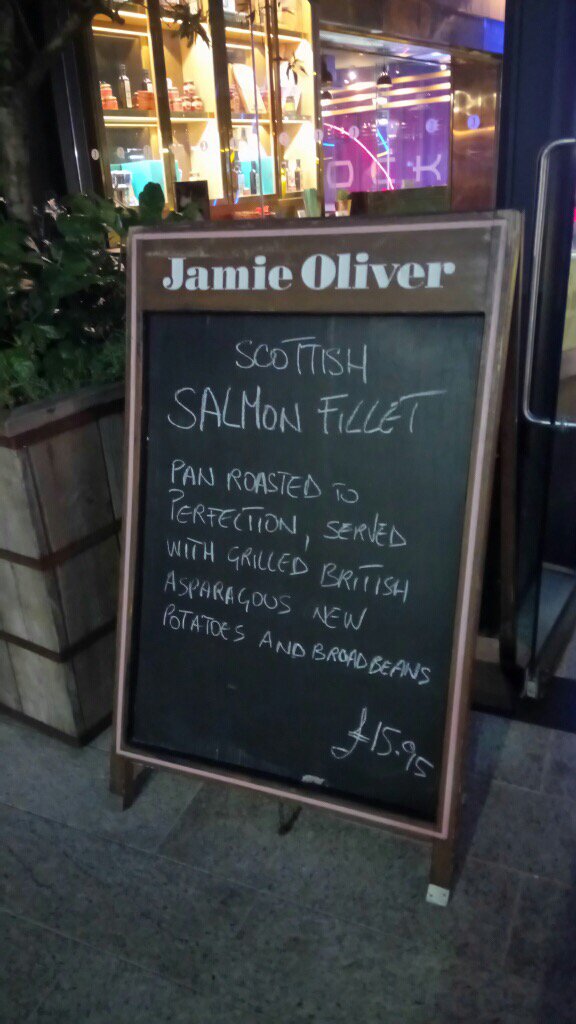 Jamie Oliver
SCOTTISH
SALMON FILLET
PAN ROASTED TO
PERFECTION, SERVED
WITH GRILLED BRITISH
ASPARAGOUS NEW
POTATOES AND BROADBEANS
£15.95